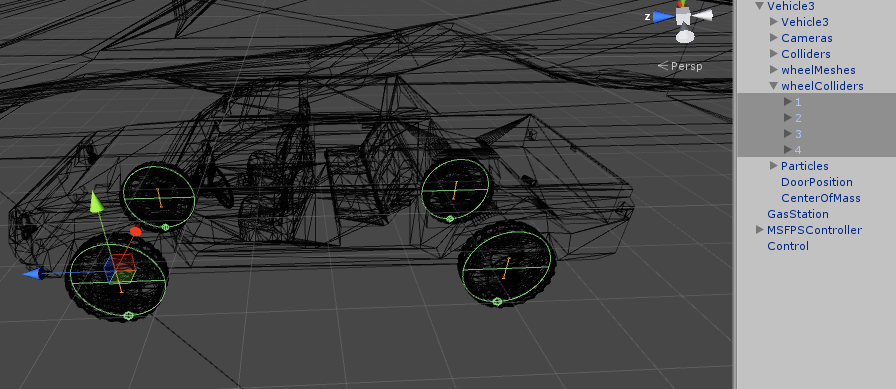 z
Persp
Vehicle3
Vehicle3
Cameras
Colliders
wheelMeshes
wheelColliders
1
2
3
4
Particles
DoorPosition
CenterOfMass
GasStation
MSFPSController
Control